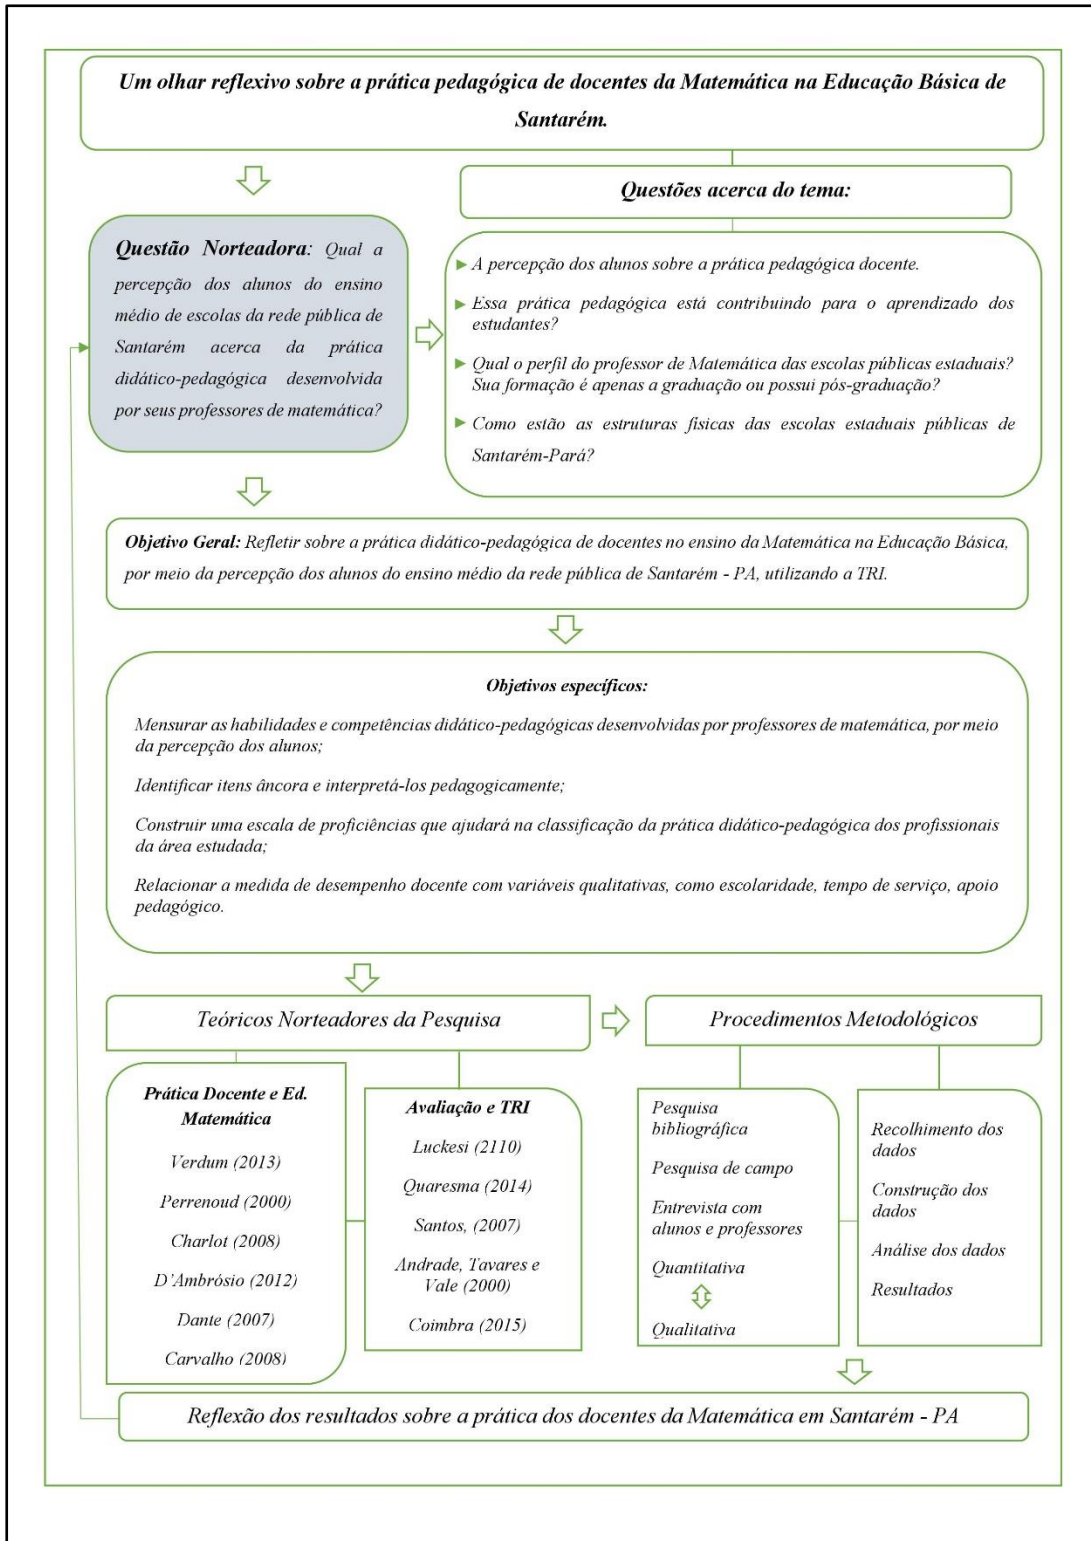 Um olhar reflexivo sobre a prática pedagógica de docentes da Matemática na Educação Básica de
Santarém.
Questões acerca do tema:
Questão Norteadora: Qual a
percepção dos alunos do ensino
médio de escolas da rede pública de
Santarém acerca da prática
didático-pedagógica desenvolvida
por seus professores de matemática?
A percepção dos alunos sobre a prática pedagógica docente.
Essa prática pedagógica está contribuindo para o aprendizado dos
estudantes?
Qual o perfil do professor de Matemática das escolas públicas estaduais?
Sua formação é apenas a graduação ou possui pós-graduação?
Como estão as estruturas físicas das escolas estaduais públicas de
Santarém-Pará?
Objetivo Geral: Refletir sobre a prática didático-pedagógica de docentes no ensino da Matemática na Educação Básica,
por meio da percepção dos alunos do ensino médio da rede pública de Santarém - PA, utilizando a TRI.
Objetivos específicos:
Mensurar as habilidades e competências didático-pedagógicas desenvolvidas por professores de matemática, por meio
da percepção dos alunos;
Identificar itens âncora e interpretá-los pedagogicamente;
Construir uma escala de proficiências que ajudará na classificação da prática didático-pedagógica dos profissionais
da área estudada;
Relacionar a medida de desempenho docente com variáveis qualitativas, como escolaridade, tempo de serviço, apoio
pedagógico.
Teóricos Norteadores da Pesquisa
Procedimentos Metodológicos
Prática Docente e Ed.
Matemática
Verdum (2013)
Perrenoud (2000)
Charlot (2008)
D'Ambrósio (2012)
Dante (2007)
Carvalho (2008)
Avaliação e TRI
Luckesi (2110)
Quaresma (2014)
Santos, (2007)
Andrade, Tavares e
Vale (2000)
Coimbra (2015)
Pesquisa
bibliográfica
Pesquisa de campo
Entrevista com
alunos e professores
Quantitativa
Qualitativa
Recolhimento dos
dados
Construção dos
dados
Análise dos dados
Resultados
Reflexão dos resultados sobre a prática dos docentes da Matemática em Santarém - PA